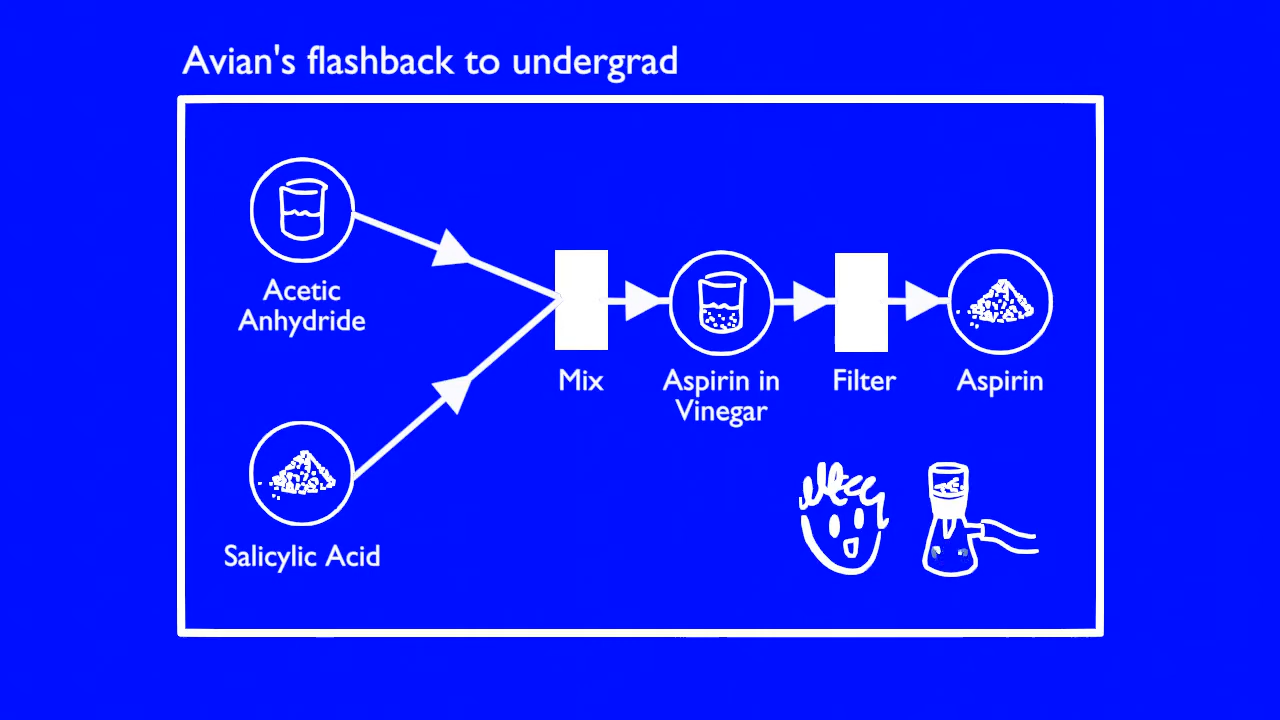 Avian's flashback to undergrad
Acetic
Anhydride
Mix
Aspirin in
Vinegar
Filter
Aspirin
Salicylic Acid